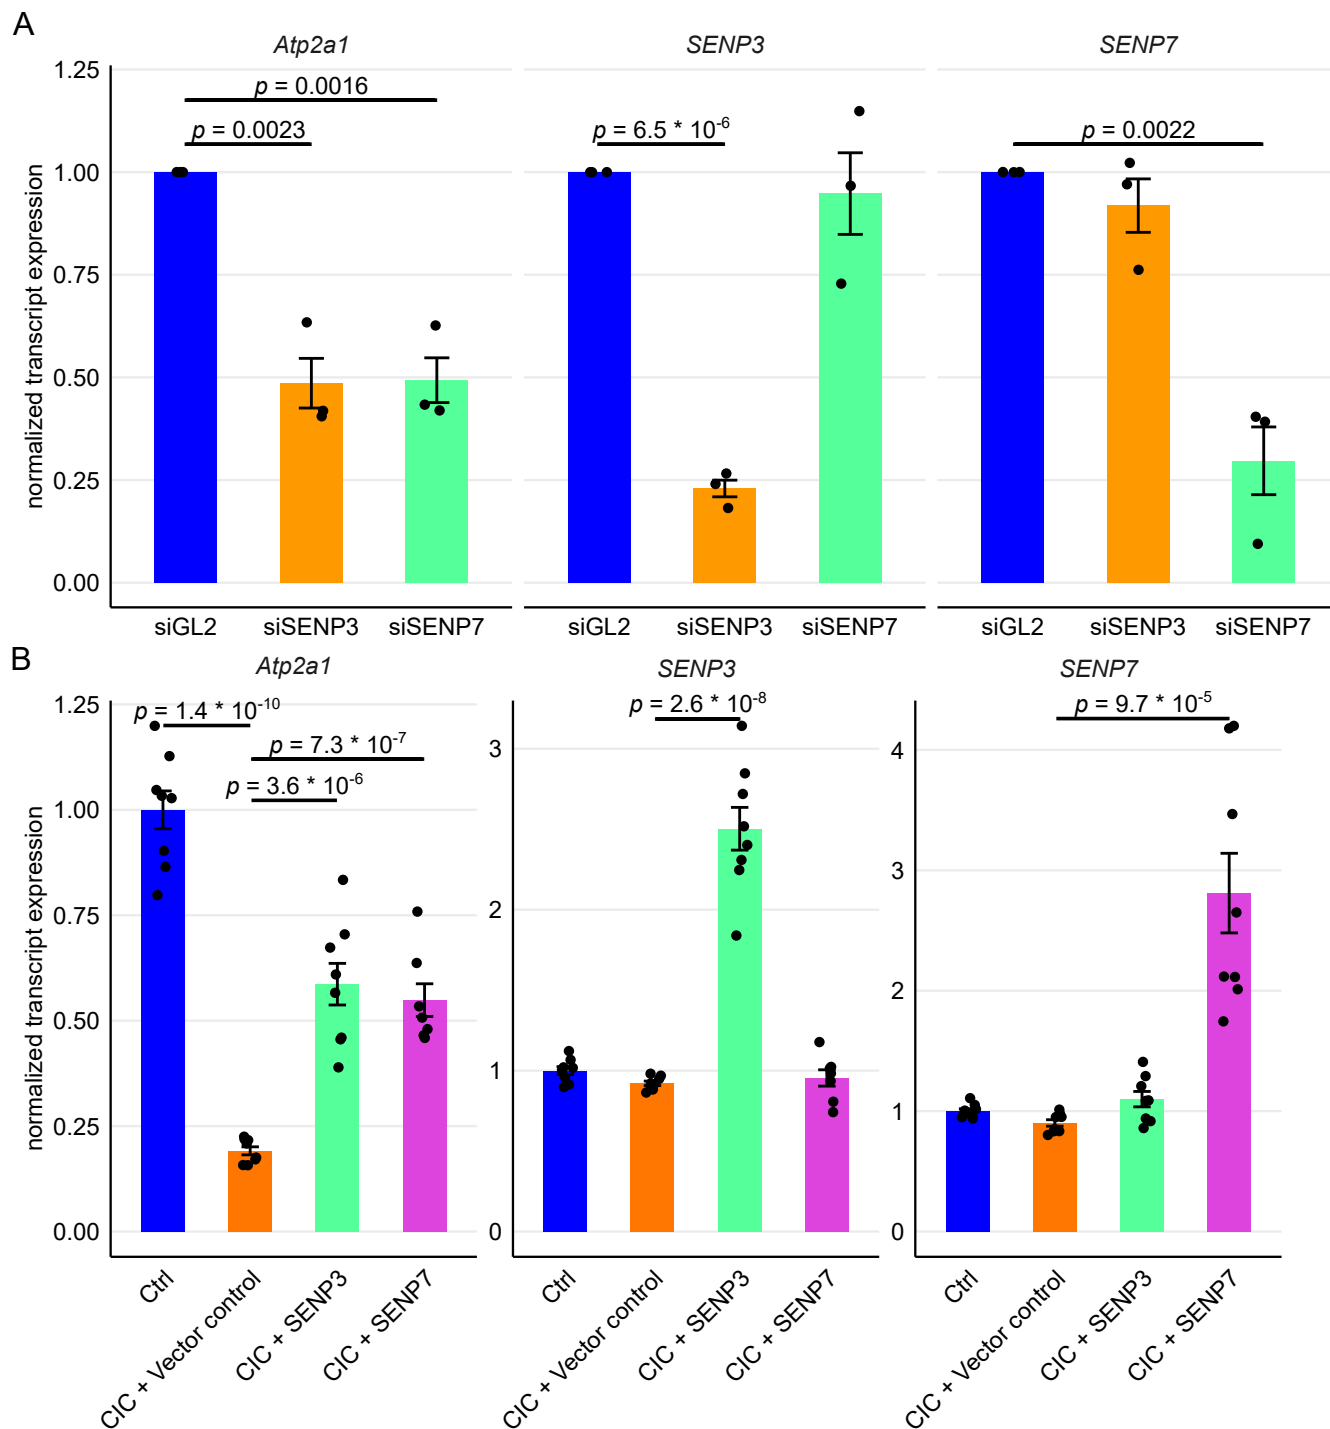 A
Atp2a1 SENP3 SENP7
normalized transcript expression
1.25
1.00
0.75
0.50
0.25
0.00
p = 0.0016
p = 0.0023
p = 6.5 * 10-6
p = 0.0022
siGL2 siSENP3 siSENP7 siGL2 siSENP3 siSENP7 siGL2 siSENP3 siSENP7
B
Atp2a1 SENP3 SENP7
normalized transcript expression
1.25
1.00
0.75
0.50
0.25
0.00
p = 1.4 * 10-10
p = 7.3 * 10-7
p = 3.6 * 10-6
Ctrl
CIC + Vector control
CIC + SENP3
CIC + SENP7
3
2
1
0
p = 2.6 * 10-8
Ctrl
CIC + Vector control
CIC + SENP3
CIC + SENP7
4
3
2
1
0
p = 9.7 * 10-5
Ctrl
CIC + Vector control
CIC + SENP3
CIC + SENP7